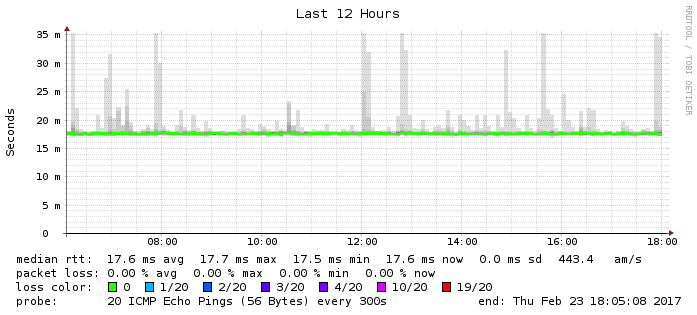 Last 12 Hours
RRDTOOL / TOBI OETIKER
Seconds
35 m
30 m
25 m
20 m
15 m
10 m
5 m
0
08:00 10:00 12:00 14:00 16:00 18:00
median rtt: 17.6 ms avg 17.7 ms max 17.5 ms min 17.6 ms now 0.0 ms sd 443.4 am/s
packet loss: 0.00 % avg 0.00 % max 0.00 % min 0.00 % now
loss color: 0 1/20 2/20 3/20 4/20 10/20 19/20
probe: 20 ICMP Echo Pings (56 Bytes) every 300s end: Thu Feb 23 18:05:08 2017